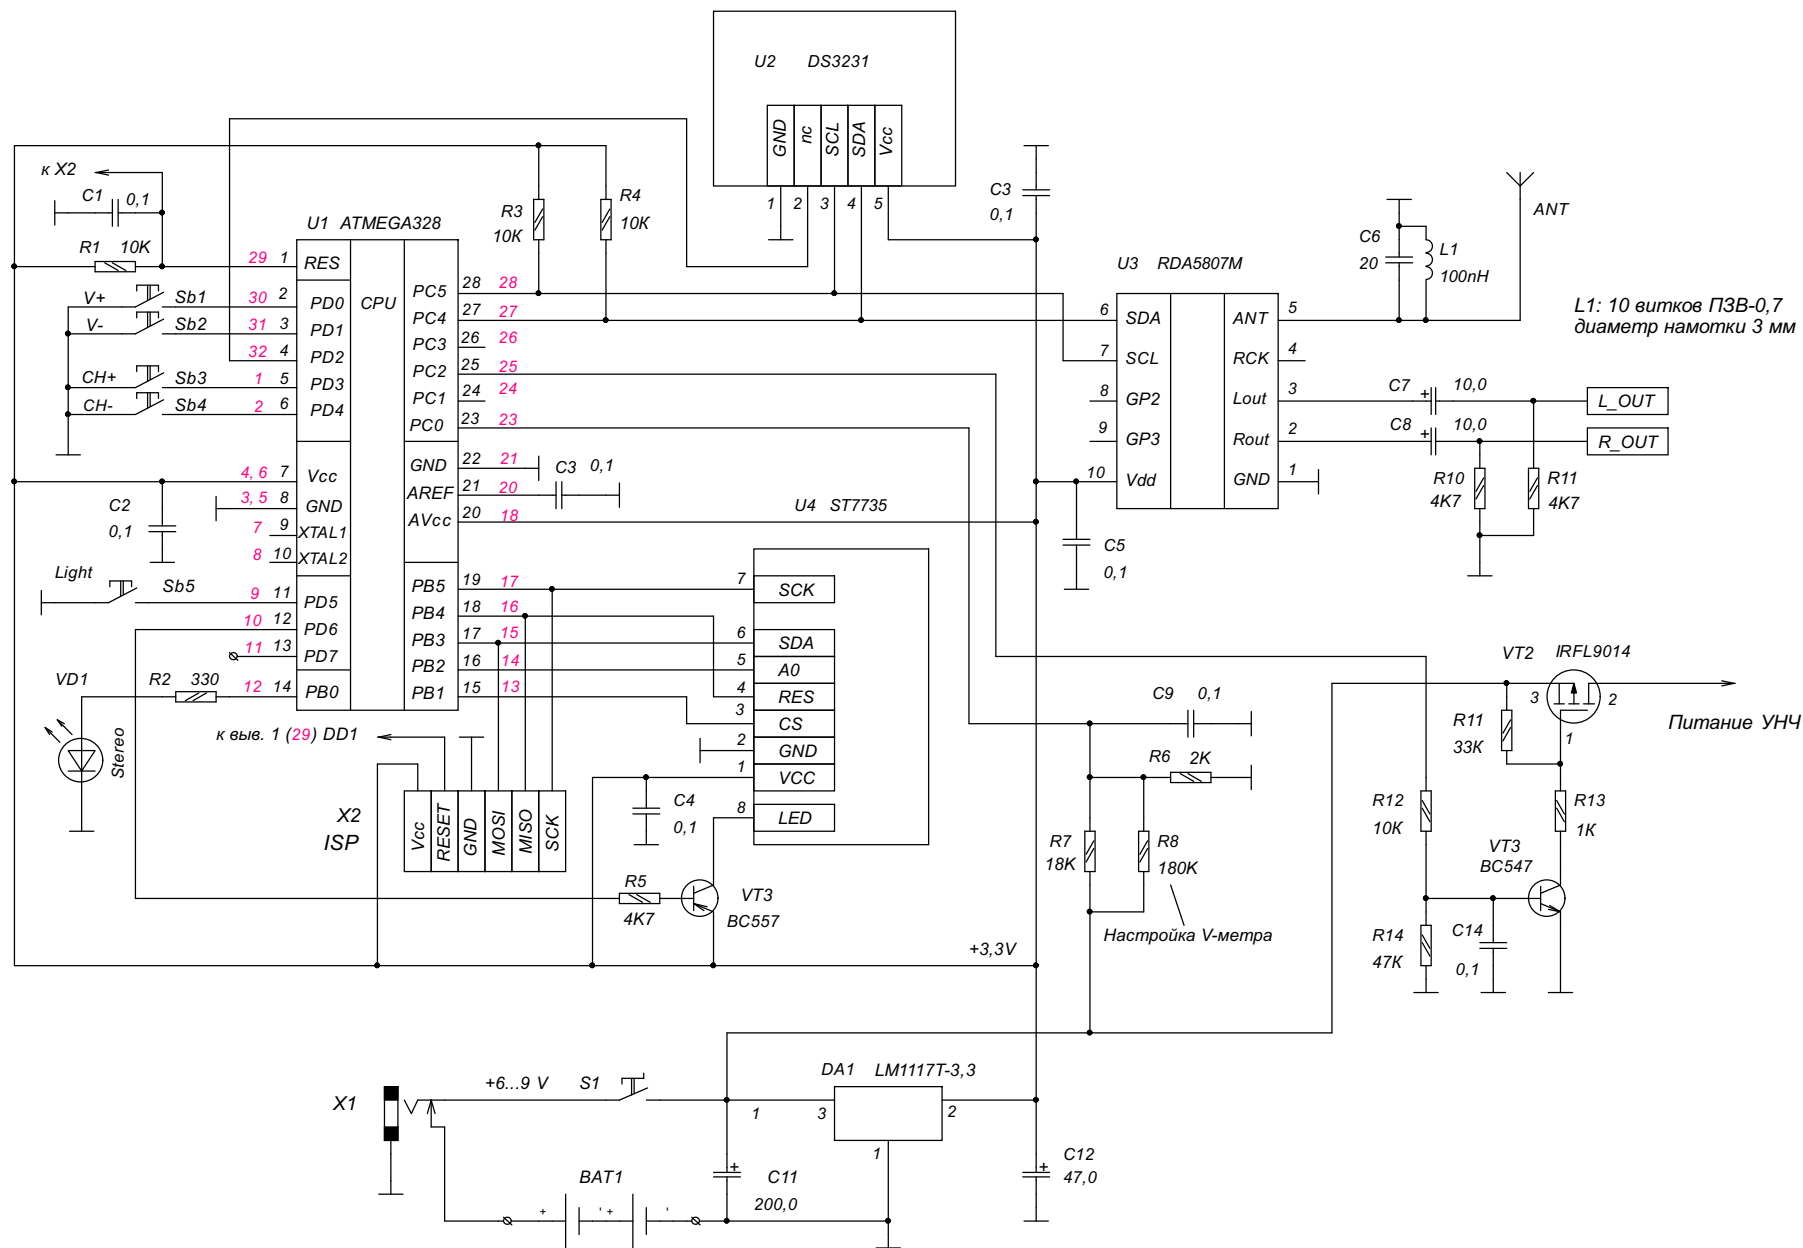 U2 DS3231
GND
nc
SCL
SDA
Vcc
1 2 3 4 5
к X2
C1 0,1
R1 10K
U1 ATMEGA328
R3
10K
R4
10K
C3
0,1
ANT
C6
20
L1
100nH
U3 RDA5807M
L1: 10 витков ПЗВ-0,7
диаметр намотки 3 мм
CPU
29 1 RES
V+ Sb1 30 2 PD0
V- Sb2 31 3 PD1
32 4 PD2
CH+ Sb3 1 5 PD3
CH- Sb4 2 6 PD4
4, 6 7 Vcc
3, 5 8 GND
7 9 XTAL1
8 10 XTAL2
C2
0,1
Light Sb5 9 11 PD5
10 12 PD6
11 13 PD7
12 14 PB0
VD1
R2 330
Stereo
PC5 28 28
PC4 27 27
PC3 26 26
PC2 25 25
PC1 24 24
PC0 23 23
GND 22 21
AREF 21 20
AVcc 20 18
C3 0,1
PB5 19 17
PB4 18 16
PB3 17 15
PB2 16 14
PB1 15 13
6 SDA
7 SCL
8 GP2
9 GP3
10 Vdd
ANT 5
RCK 4
Lout 3
Rout 2
GND 1
C7 10,0
C8 10,0
+
+
L_OUT
R_OUT
R10
4K7
R11
4K7
C5
0,1
U4 ST7735
7 SCK
6 SDA
5 A0
4 RES
3 CS
2 GND
1 VCC
8 LED
к выв. 1 (29) DD1
X2
ISP
Vcc
RESET
GND
MOSI
MISO
SCK
C4
0,1
R5
4K7
VT3
BC557
C9 0,1
R6 2K
R7
18K
R8
180K
Настройка V-метра
+3,3V
VT2 IRFL9014
3 2
1
R11
33K
Питание УНЧ
R12
10K
R13
1K
VT3
BC547
R14
47K
C14
0,1
X1
+6...9 V S1
DA1 LM1117T-3,3
1 3 2
1
BAT1
+ ' + '
+
C11
200,0
+
C12
47,0